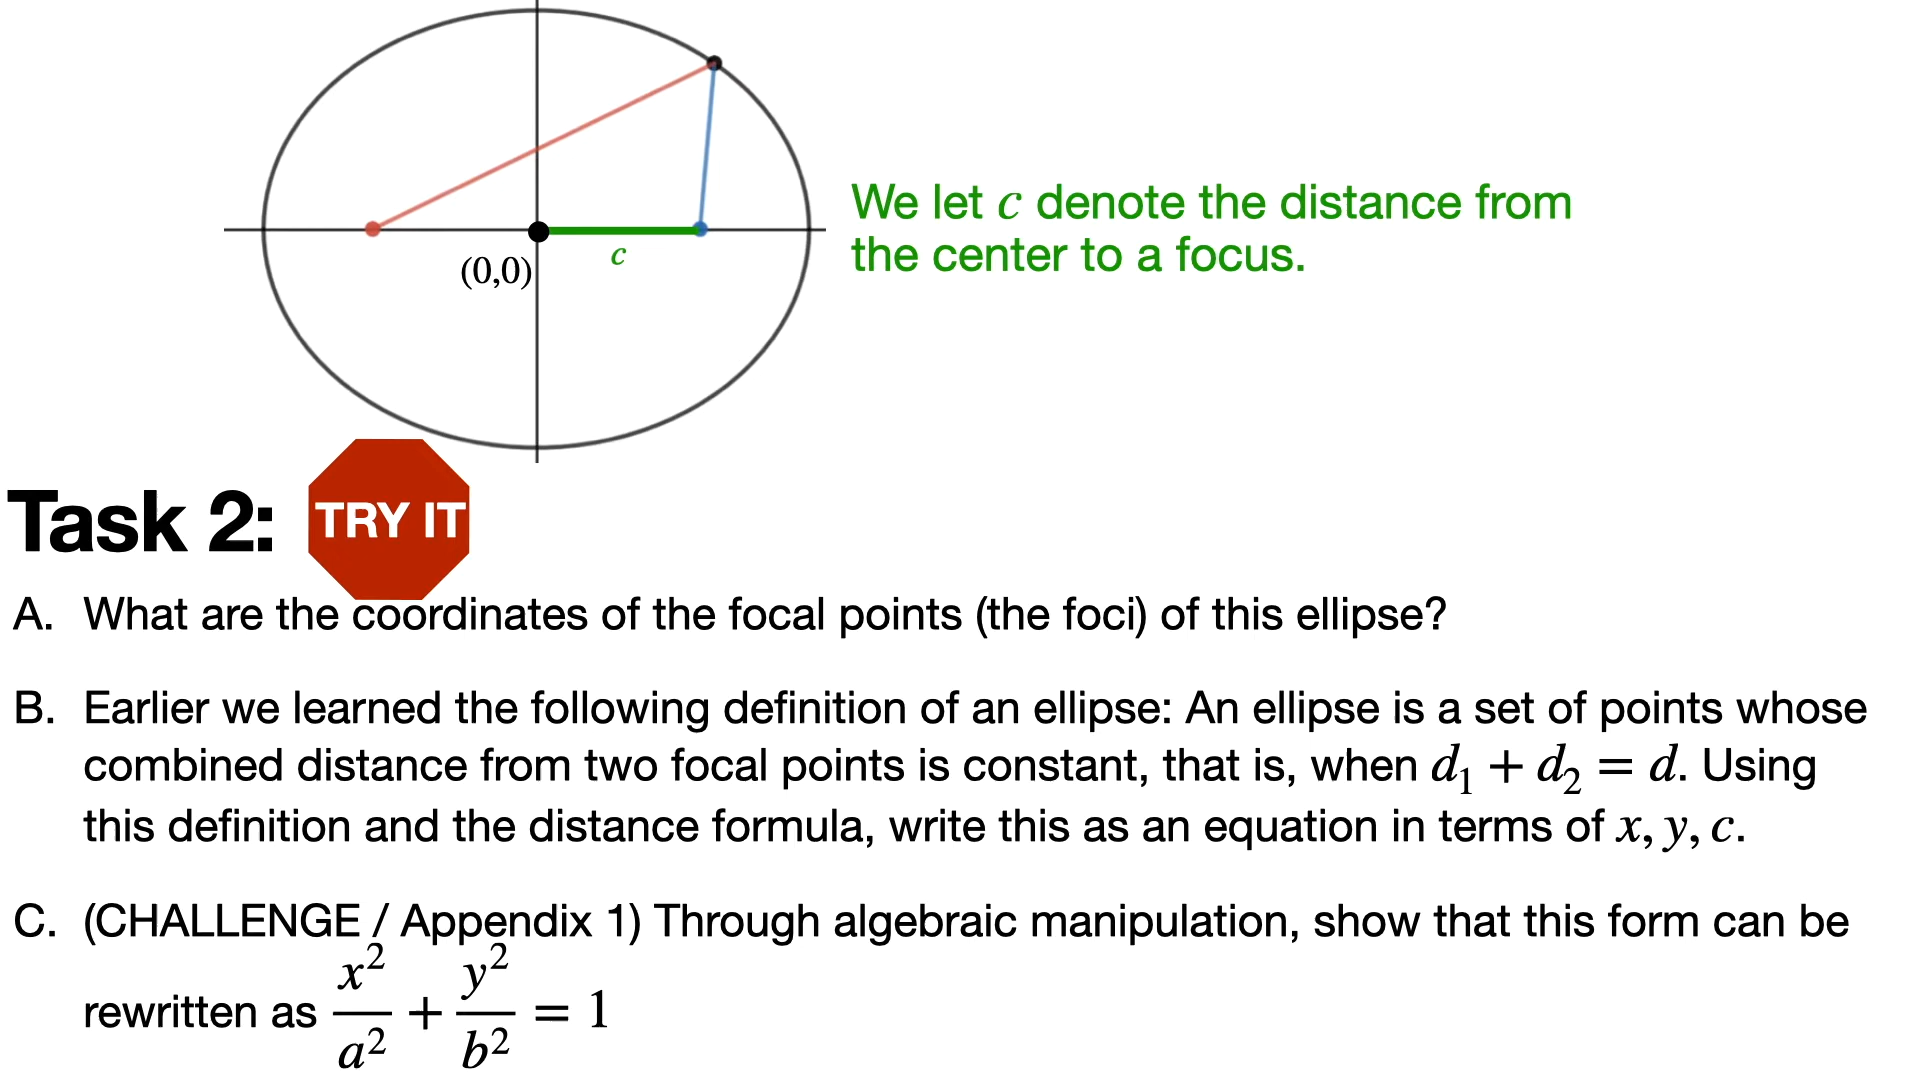 We let c denote the distance from
the center to a focus.
c
(0,0)
Task 2:
TRY IT
A. What are the coordinates of the focal points (the foci) of this ellipse?
B. Earlier we learned the following definition of an ellipse: An ellipse is a set of points whose
combined distance from two focal points is constant, that is, when d₁ + d₂ = d. Using
this definition and the distance formula, write this as an equation in terms of x, y, c.
C. (CHALLENGE / Appendix 1) Through algebraic manipulation, show that this form can be
rewritten as x²/a² + y²/b² = 1